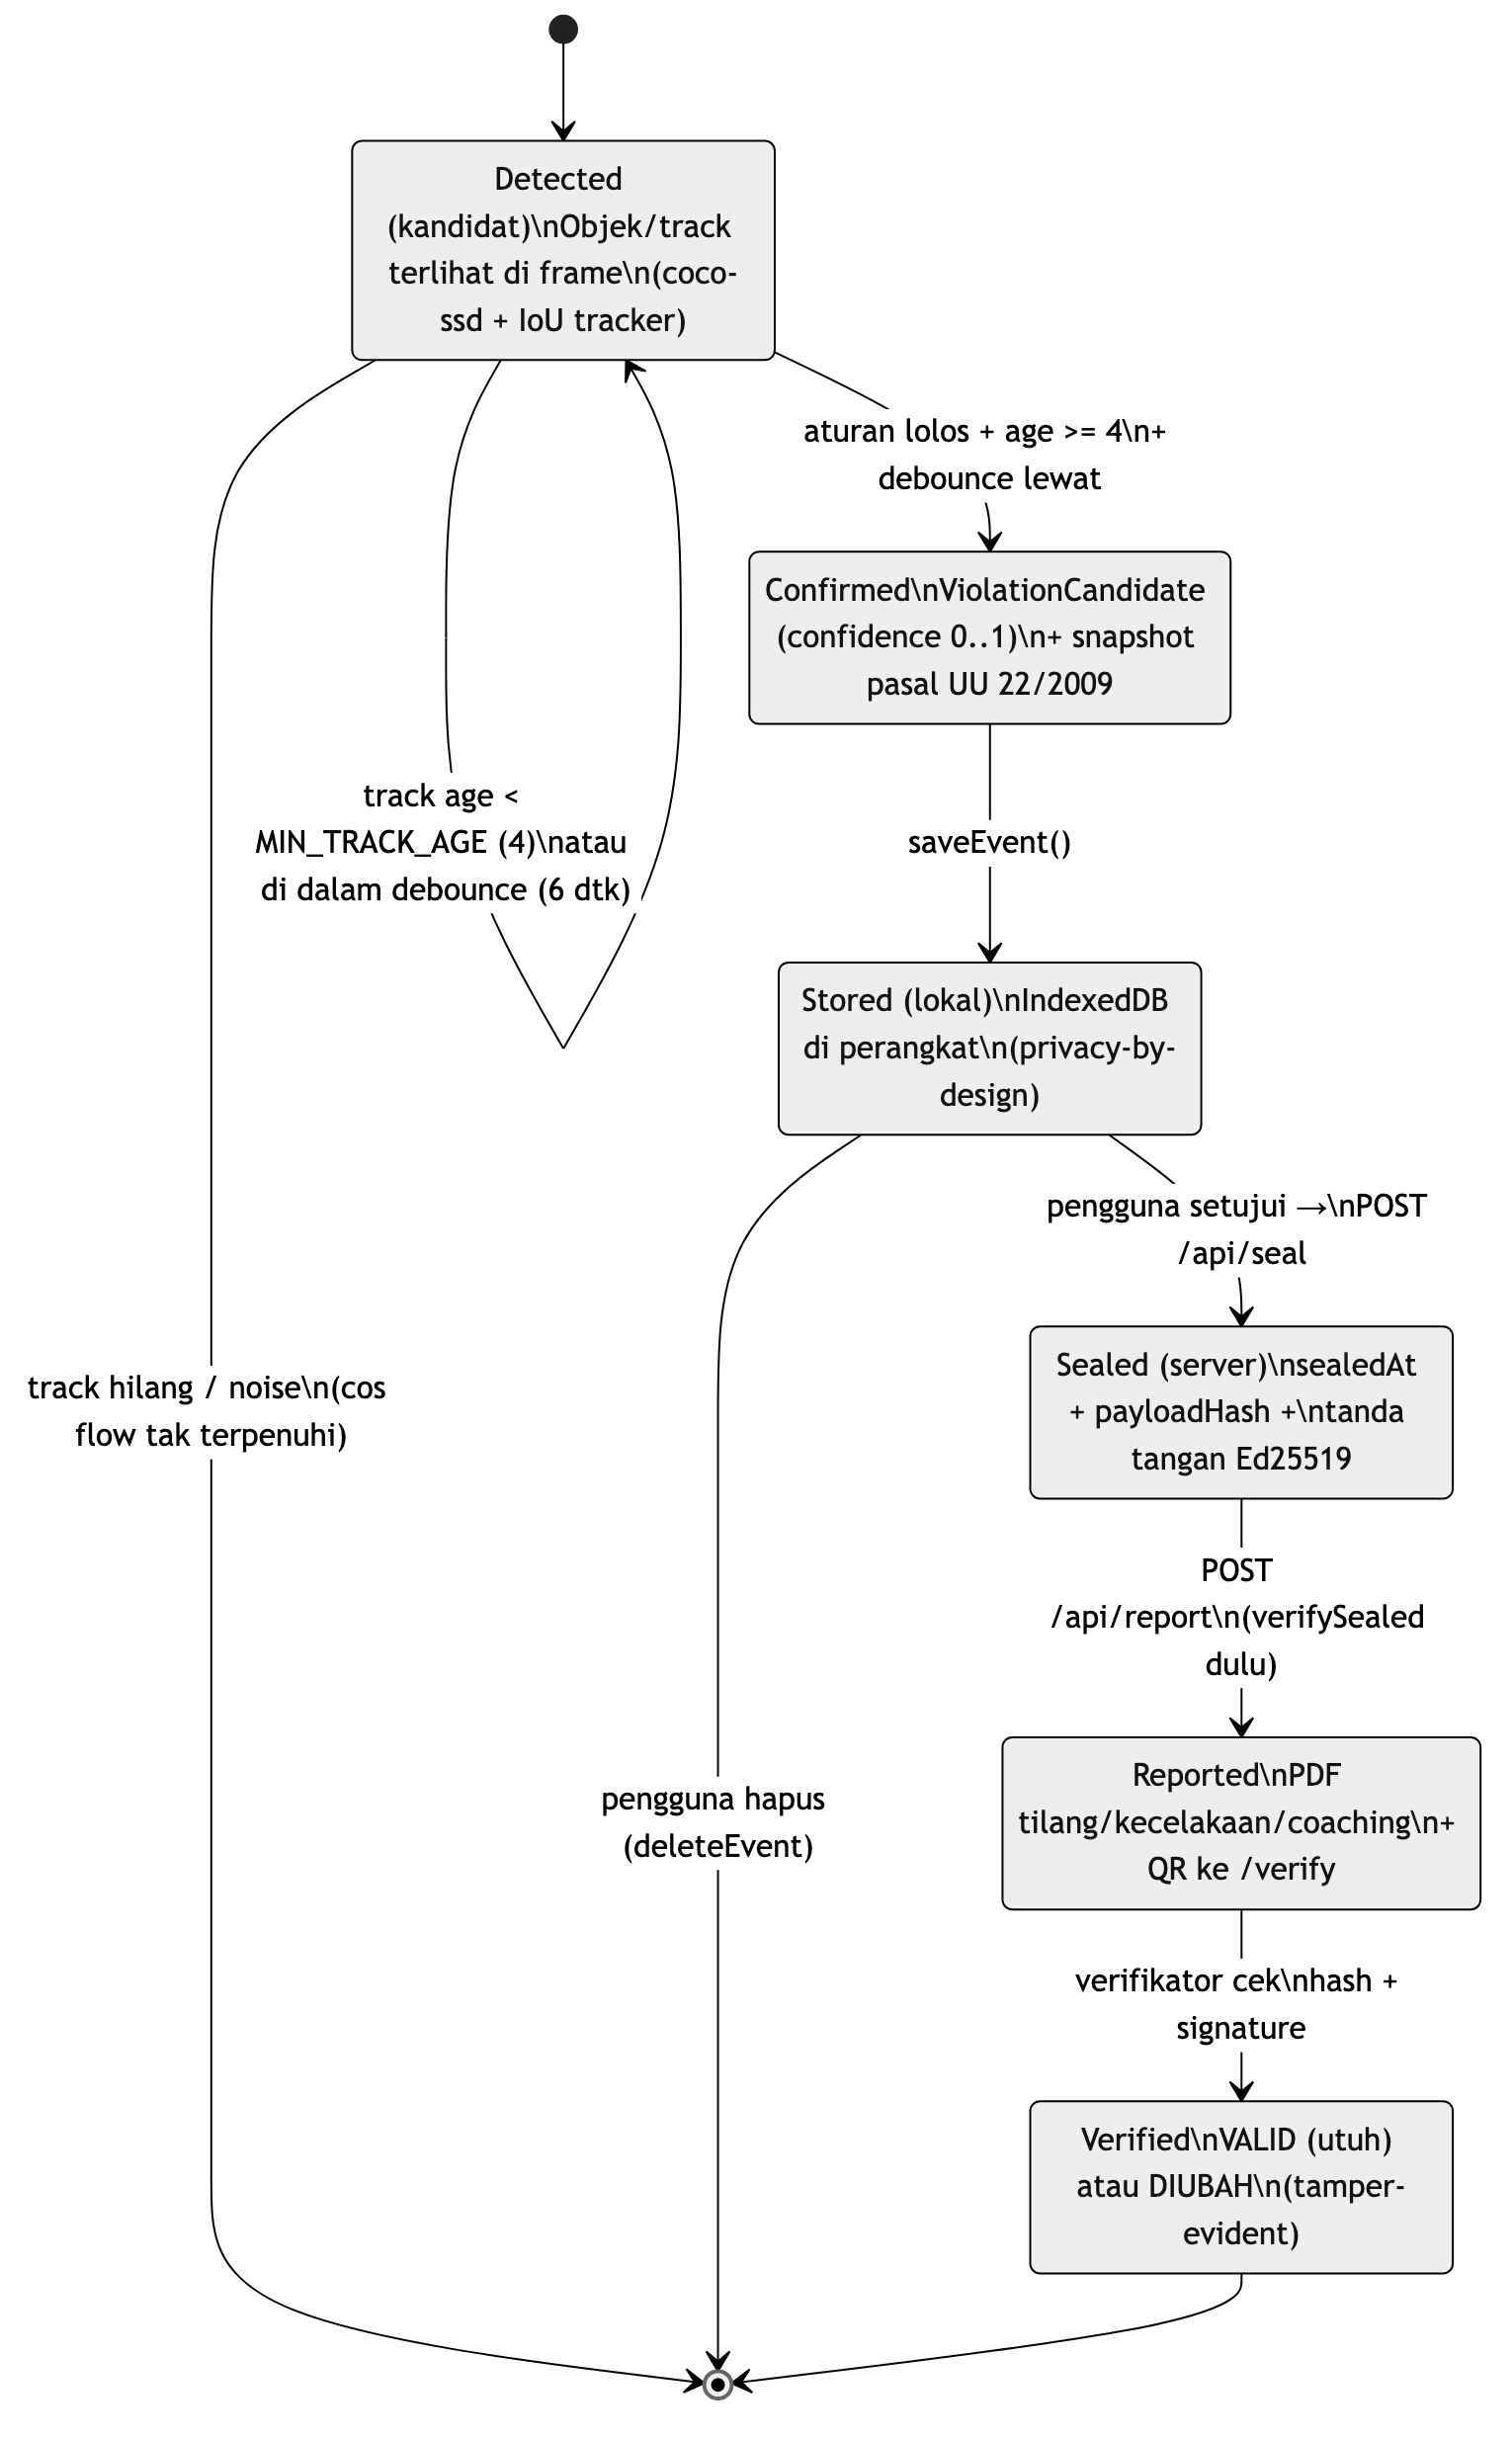 Detected
(kandidat)\nObjek/track
terlihat di frame\n(coco-
ssd + IoU tracker)
aturan lolos + age >= 4\n+
debounce lewat
Confirmed\nViolationCandidate
(confidence 0..1)\n+ snapshot
pasal UU 22/2009
track age <
MIN_TRACK_AGE (4)\natau
di dalam debounce (6 dtk)
saveEvent()
Stored (lokal)\nIndexedDB
di perangkat\n(privacy-by-
design)
pengguna setujui →\nPOST
/api/seal
Sealed (server)\nsealedAt
+ payloadHash +\ntanda
tangan Ed25519
track hilang / noise\n(cos
flow tak terpenuhi)
POST
/api/report\n(verifySealed
dulu)
Reported\nPDF
tilang/kecelakaan/coaching\n+
QR ke /verify
pengguna hapus
(deleteEvent)
verifikator cek\nhash +
signature
Verified\nVALID (utuh)
atau DIUBAH\n(tamper-
evident)